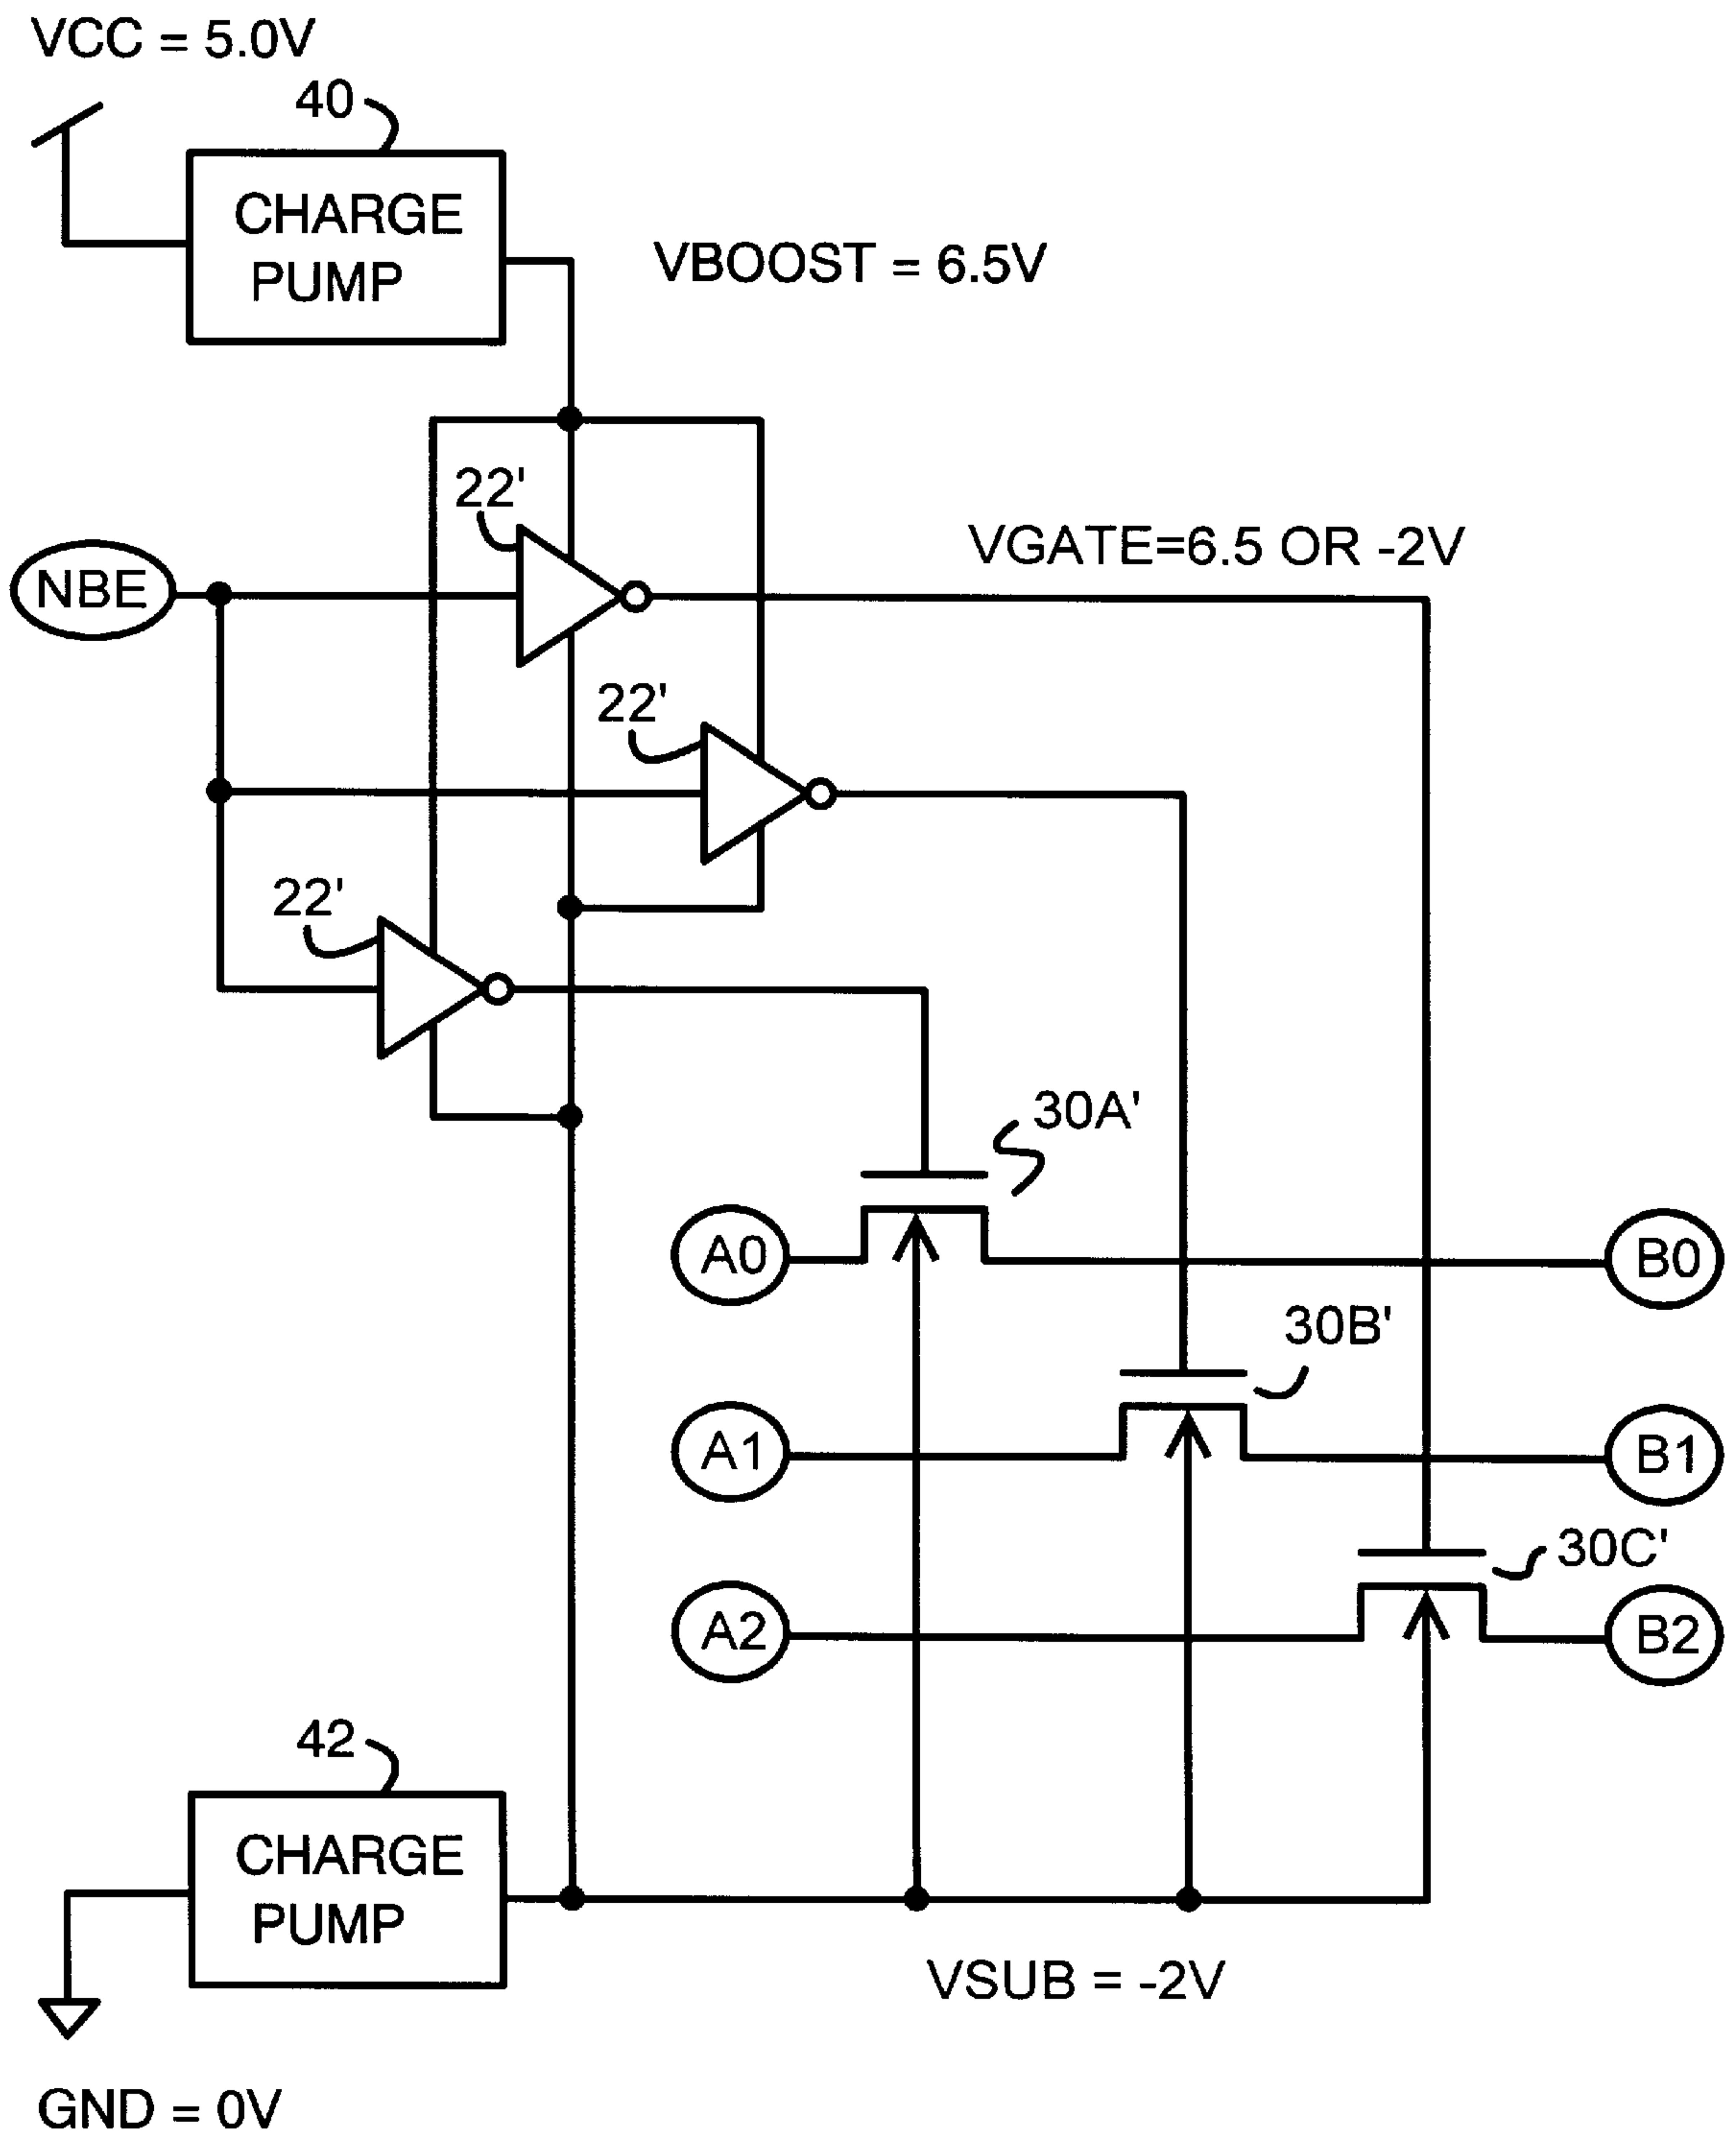 VCC = 5.0V
40
CHARGE
PUMP
VBOOST = 6.5V
22'
NBE
VGATE=6.5 OR -2V
22'
22'
30A'
A0
B0
30B'
A1
B1
30C'
A2
B2
42
CHARGE
PUMP
VSUB = -2V
GND = 0V